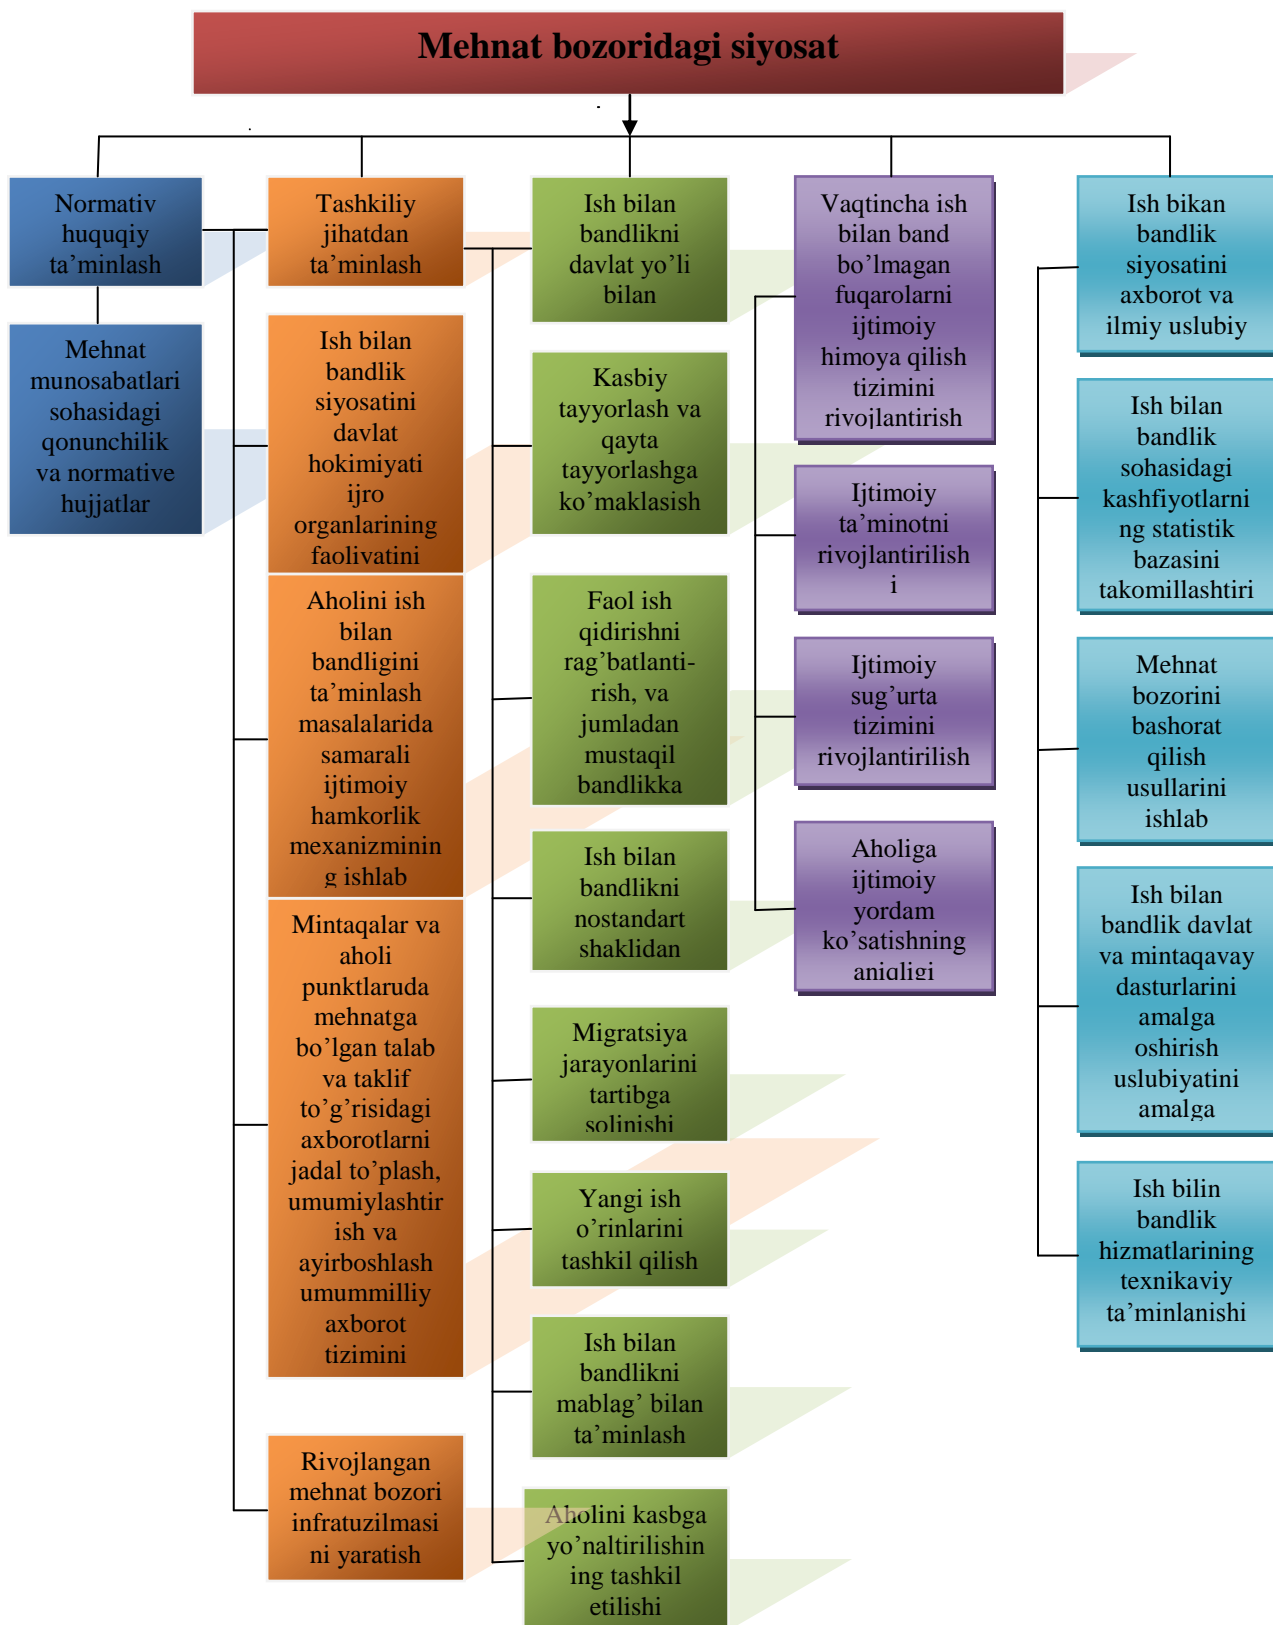 Mehnat bozoridagi siyosat
Normativ
huquqiy
ta’minlash
Mehnat
munosabatlari
sohasidagi
qonunchilik
va normative
hujjatlar
Tashkiliy
jihatdan
ta’minlash
Ish bilan
bandlik
siyosatini
davlat
hokimiyati
ijro
organlarining
faolivatini
Aholini ish
bilan
bandligini
ta’minlash
masalalarida
samarali
ijtimoiy
hamkorlik
mexanizminin
g ishlab
Mintaqalar va
aholi
punktlaruda
mehnatga
bo’lgan talab
va taklif
to’g’risidagi
axborotlarni
jadal to’plash,
umumiylashtir
ish va
ayirboshlash
umummilliy
axborot
tizimini
Rivojlangan
mehnat bozori
infratuzilmasi
ni yaratish
Ish bilan
bandlikni
davlat yo’li
bilan
Kasbiy
tayyorlash va
qayta
tayyorlashga
ko’maklasish
Faol ish
qidirishni
rag’batlanti-
rish, va
jumladan
mustaqil
bandlikka
Ish bilan
bandlikni
nostandart
shaklidan
Migratsiya
jarayonlarini
tartibga
solinishi
Yangi ish
o’rinlarini
tashkil qilish
Ish bilan
bandlikni
mablag’ bilan
ta’minlash
Aholini kasbga
yo’naltirilishin
ing tashkil
etilishi
Vaqtincha ish
bilan band
bo’lmagan
fuqarolarni
ijtimoiy
himoya qilish
tizimini
rivojlantirish
Ijtimoiy
ta’minotni
rivojlantirilish
i
Ijtimoiy
sug’urta
tizimini
rivojlantirilish
Aholiga
ijtimoiy
yordam
ko’satishning
aniqligi
Ish bikan
bandlik
siyosatini
axborot va
ilmiy uslubiy
Ish bilan
bandlik
sohasidagi
kashfiyotlarni
ng statistik
bazasini
takomillashtiri
Mehnat
bozorini
bashorat
qilish
usullarini
ishlab
Ish bilan
bandlik davlat
va mintaqavay
dasturlarini
amalga
oshirish
uslubiyatini
amalga
Ish bilin
bandlik
hizmatlarining
texnikaviy
ta’minlanishi